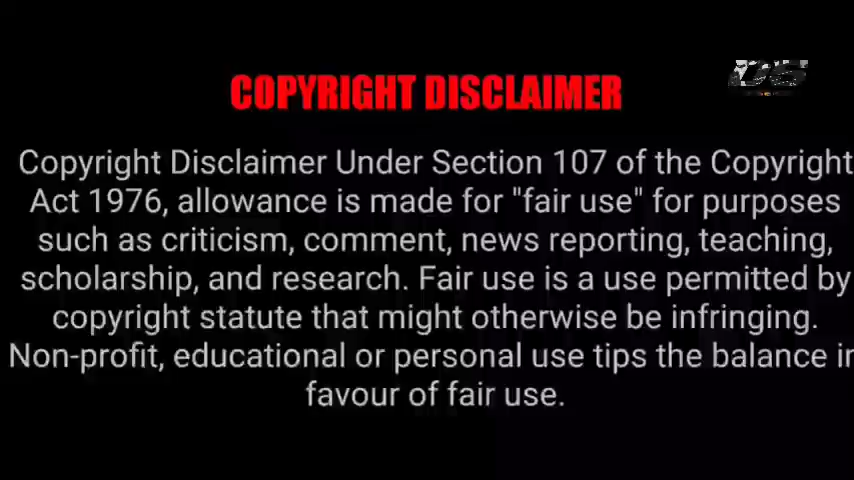 COPYRIGHT DISCLAIMER
Copyright Disclaimer Under Section 107 of the Copyright
Act 1976, allowance is made for "fair use" for purposes
such as criticism, comment, news reporting, teaching,
scholarship, and research. Fair use is a use permitted by
copyright statute that might otherwise be infringing.
Non-profit, educational or personal use tips the balance in
favour of fair use.